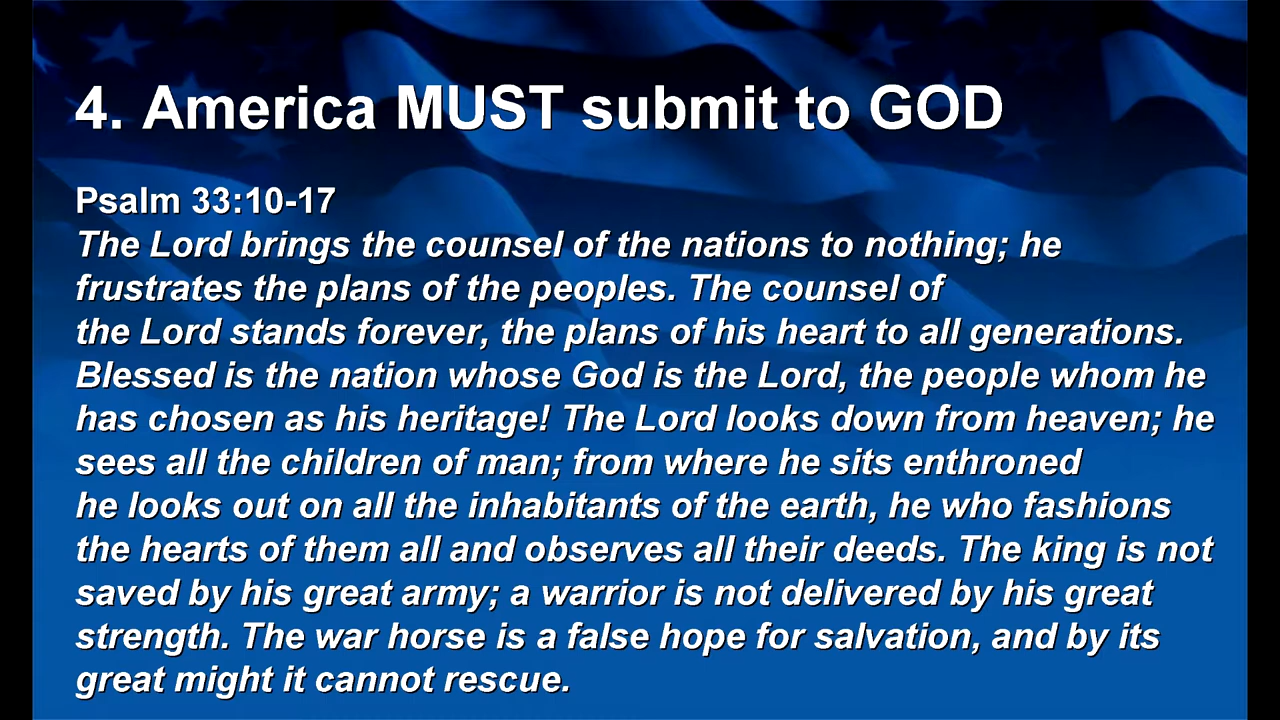 4. America MUST submit to GOD
Psalm 33:10-17
The Lord brings the counsel of the nations to nothing; he
frustrates the plans of the peoples. The counsel of
the Lord stands forever, the plans of his heart to all generations.
Blessed is the nation whose God is the Lord, the people whom he
has chosen as his heritage! The Lord looks down from heaven; he
sees all the children of man; from where he sits enthroned
he looks out on all the inhabitants of the earth, he who fashions
the hearts of them all and observes all their deeds. The king is not
saved by his great army; a warrior is not delivered by his great
strength. The war horse is a false hope for salvation, and by its
great might it cannot rescue.